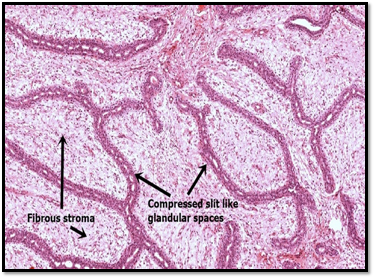 Fibrous stroma
Compressed slit like
glandular spaces